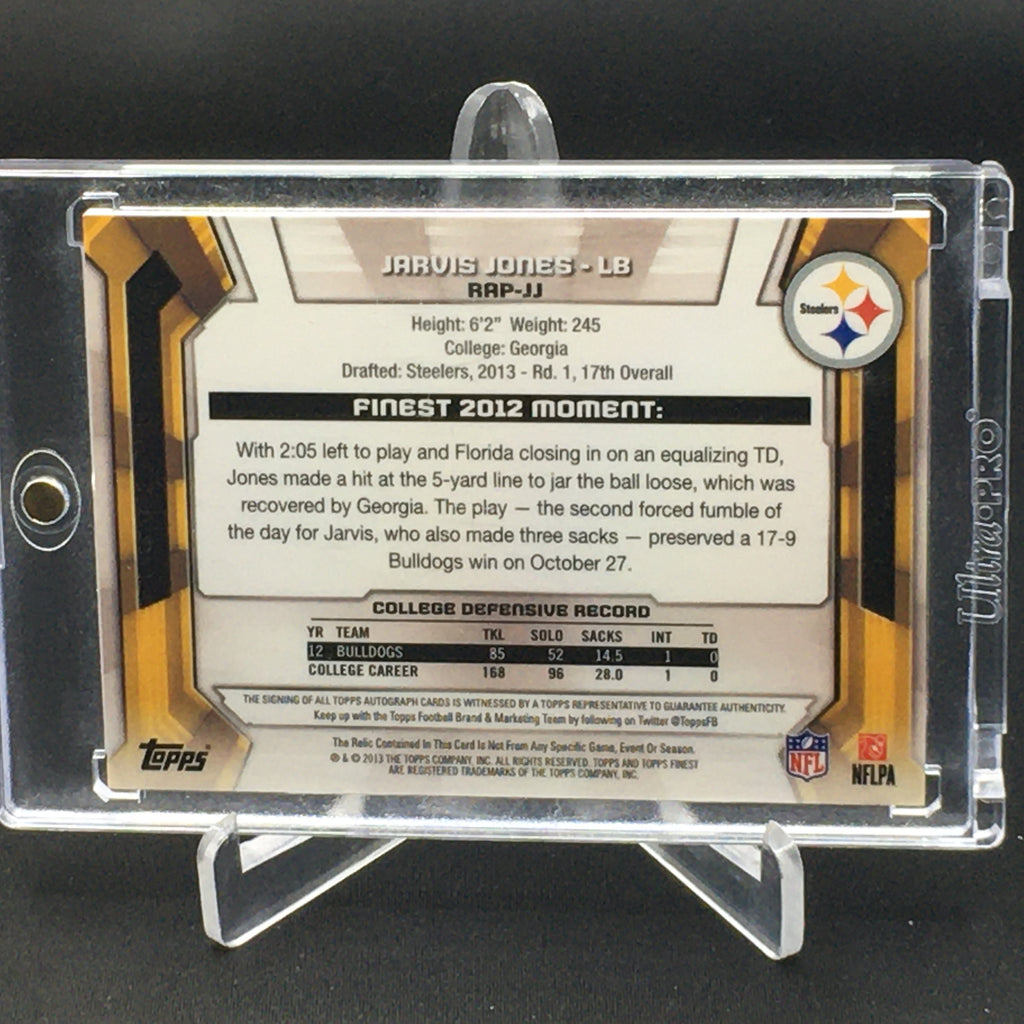 JARVIS JONES - LB
RAP-JJ
Steelers
Height: 6'2" Weight: 245
College: Georgia
Drafted: Steelers, 2013 - Rd. 1, 17th Overall
FINEST 2012 MOMENT:
With 2:05 left to play and Florida closing in on an equalizing TD,
Jones made a hit at the 5-yard line to jar the ball loose, which was
recovered by Georgia. The play — the second forced fumble of
the day for Jarvis, who also made three sacks — preserved a 17-9
Bulldogs win on October 27.
COLLEGE DEFENSIVE RECORD
YR TEAM TKL SOLO SACKS INT TD
12 BULLDOGS 85 52 14.5 1 0
COLLEGE CAREER 168 96 28.0 1 0
THE SIGNING OF ALL TOPPS AUTOGRAPH CARDS IS WITNESSED BY A TOPPS REPRESENTATIVE TO GUARANTEE AUTHENTICITY.
Keep up with the Topps Football Brand & Marketing Team by following on Twitter @ToppsFB
The Relic Contained In This Card Is Not From Any Specific Game, Event Or Season.
® & © 2013 THE TOPPS COMPANY, INC. ALL RIGHTS RESERVED. TOPPS AND TOPPS FINEST
ARE REGISTERED TRADEMARKS OF THE TOPPS COMPANY, INC.
topps®
NFL
NFLPA
Ultra•PRO®